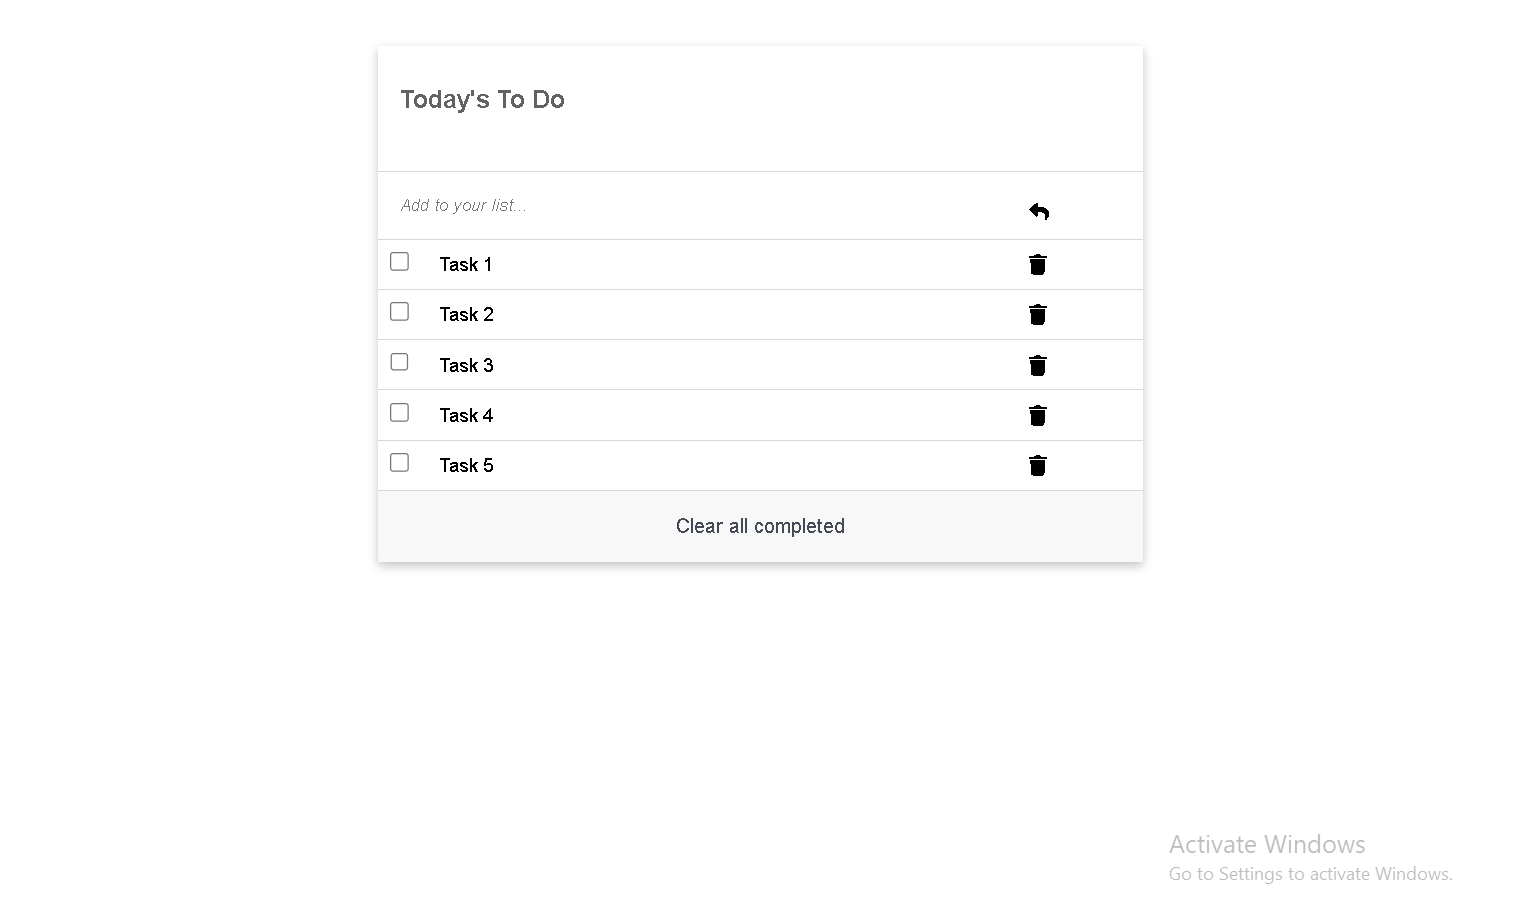 Today's To Do
Add to your list...
Task 1
Task 2
Task 3
Task 4
Task 5
Clear all completed
Activate Windows
Go to Settings to activate Windows.